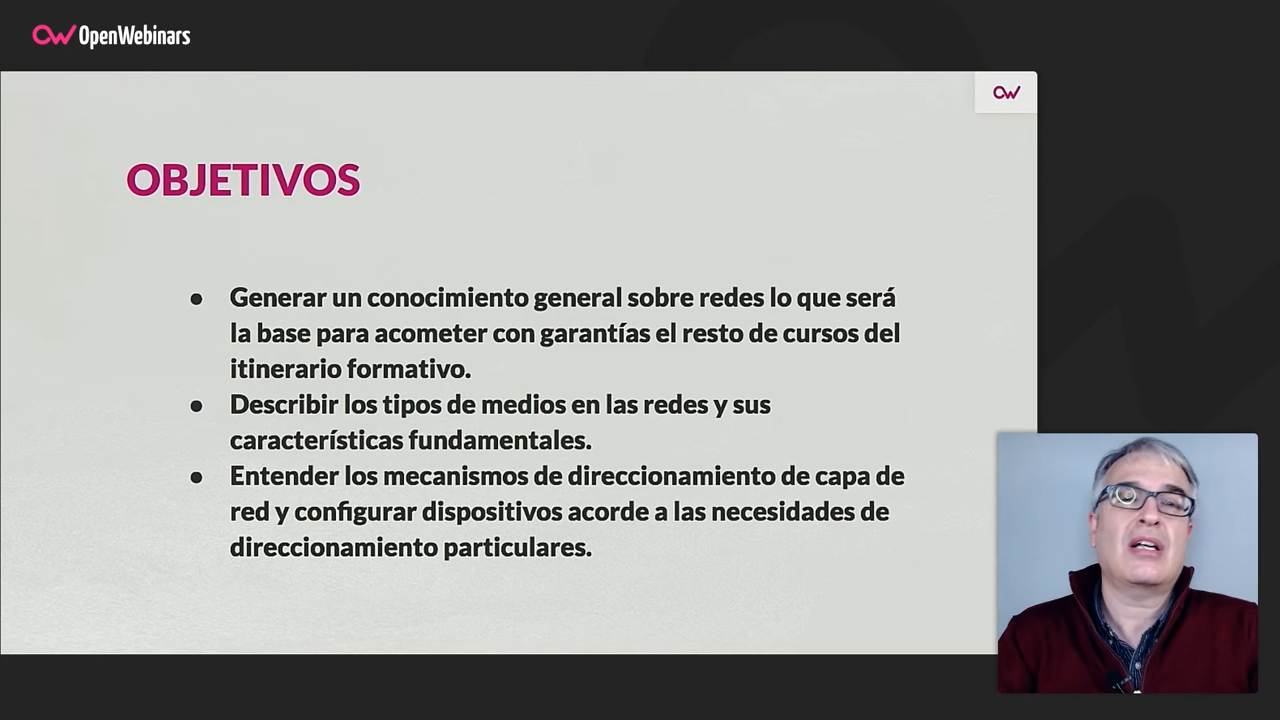 OpenWebinars
OBJETIVOS
● Generar un conocimiento general sobre redes lo que será
la base para acometer con garantías el resto de cursos del
itinerario formativo.
● Describir los tipos de medios en las redes y sus
características fundamentales.
● Entender los mecanismos de direccionamiento de capa de
red y configurar dispositivos acorde a las necesidades de
direccionamiento particulares.